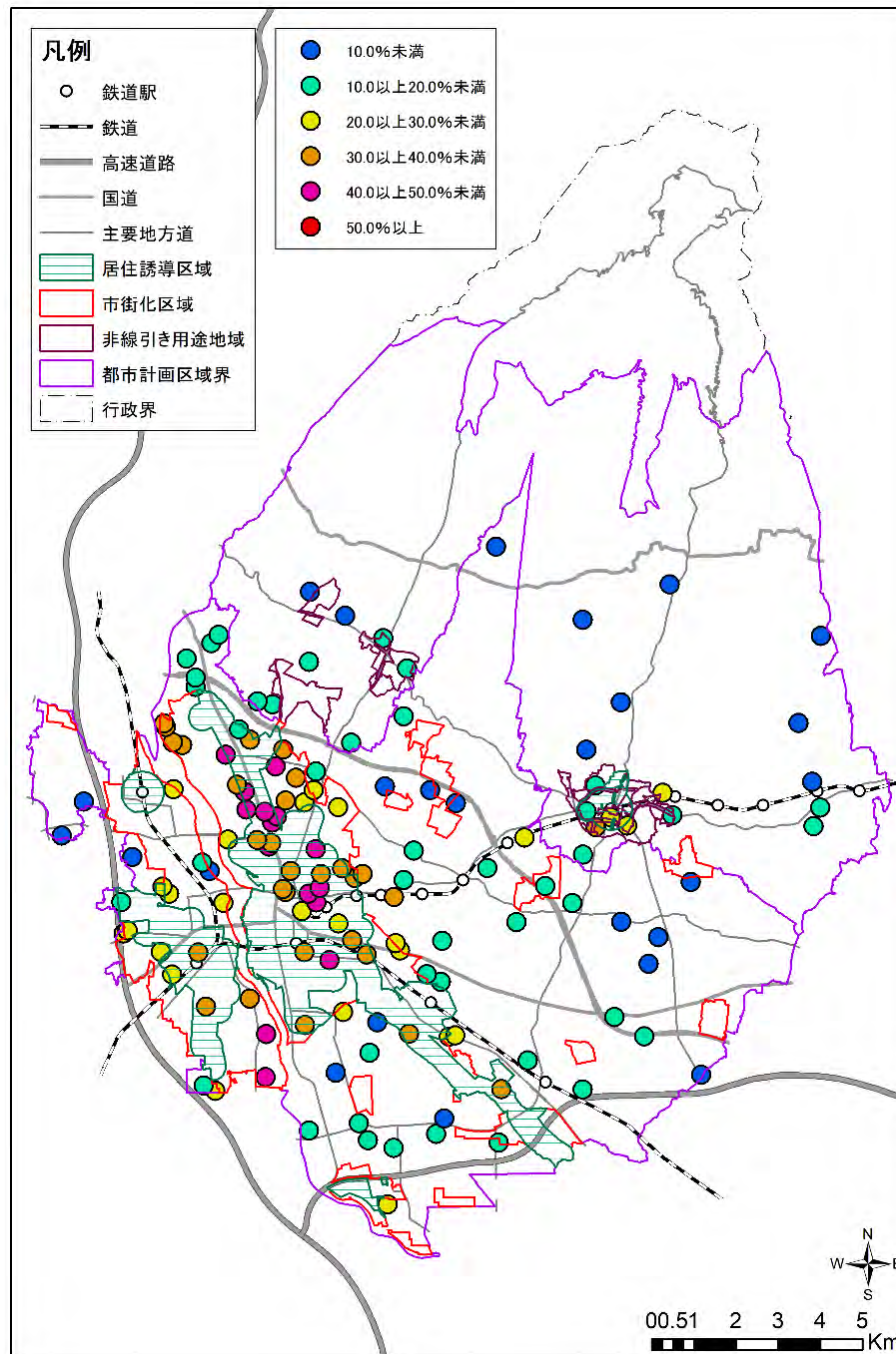 凡例
鉄道駅
鉄道
高速道路
国道
主要地方道
居住誘導区域
市街化区域
非線引き用途地域
都市計画区域界
行政界
10.0%未満
10.0以上20.0%未満
20.0以上30.0%未満
30.0以上40.0%未満
40.0以上50.0%未満
50.0%以上
N
W E
S
00.51 2 3 4 5
Km